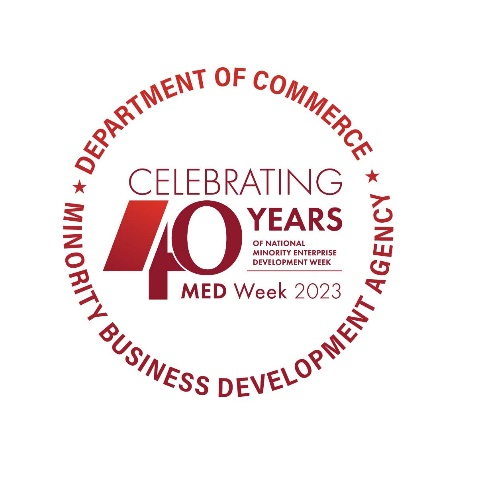 DEPARTMENT OF COMMERCE
CELEBRATING
40 YEARS
OF NATIONAL
MINORITY ENTERPRISE
DEVELOPMENT WEEK
MED Week 2023
MINORITY BUSINESS DEVELOPMENT AGENCY